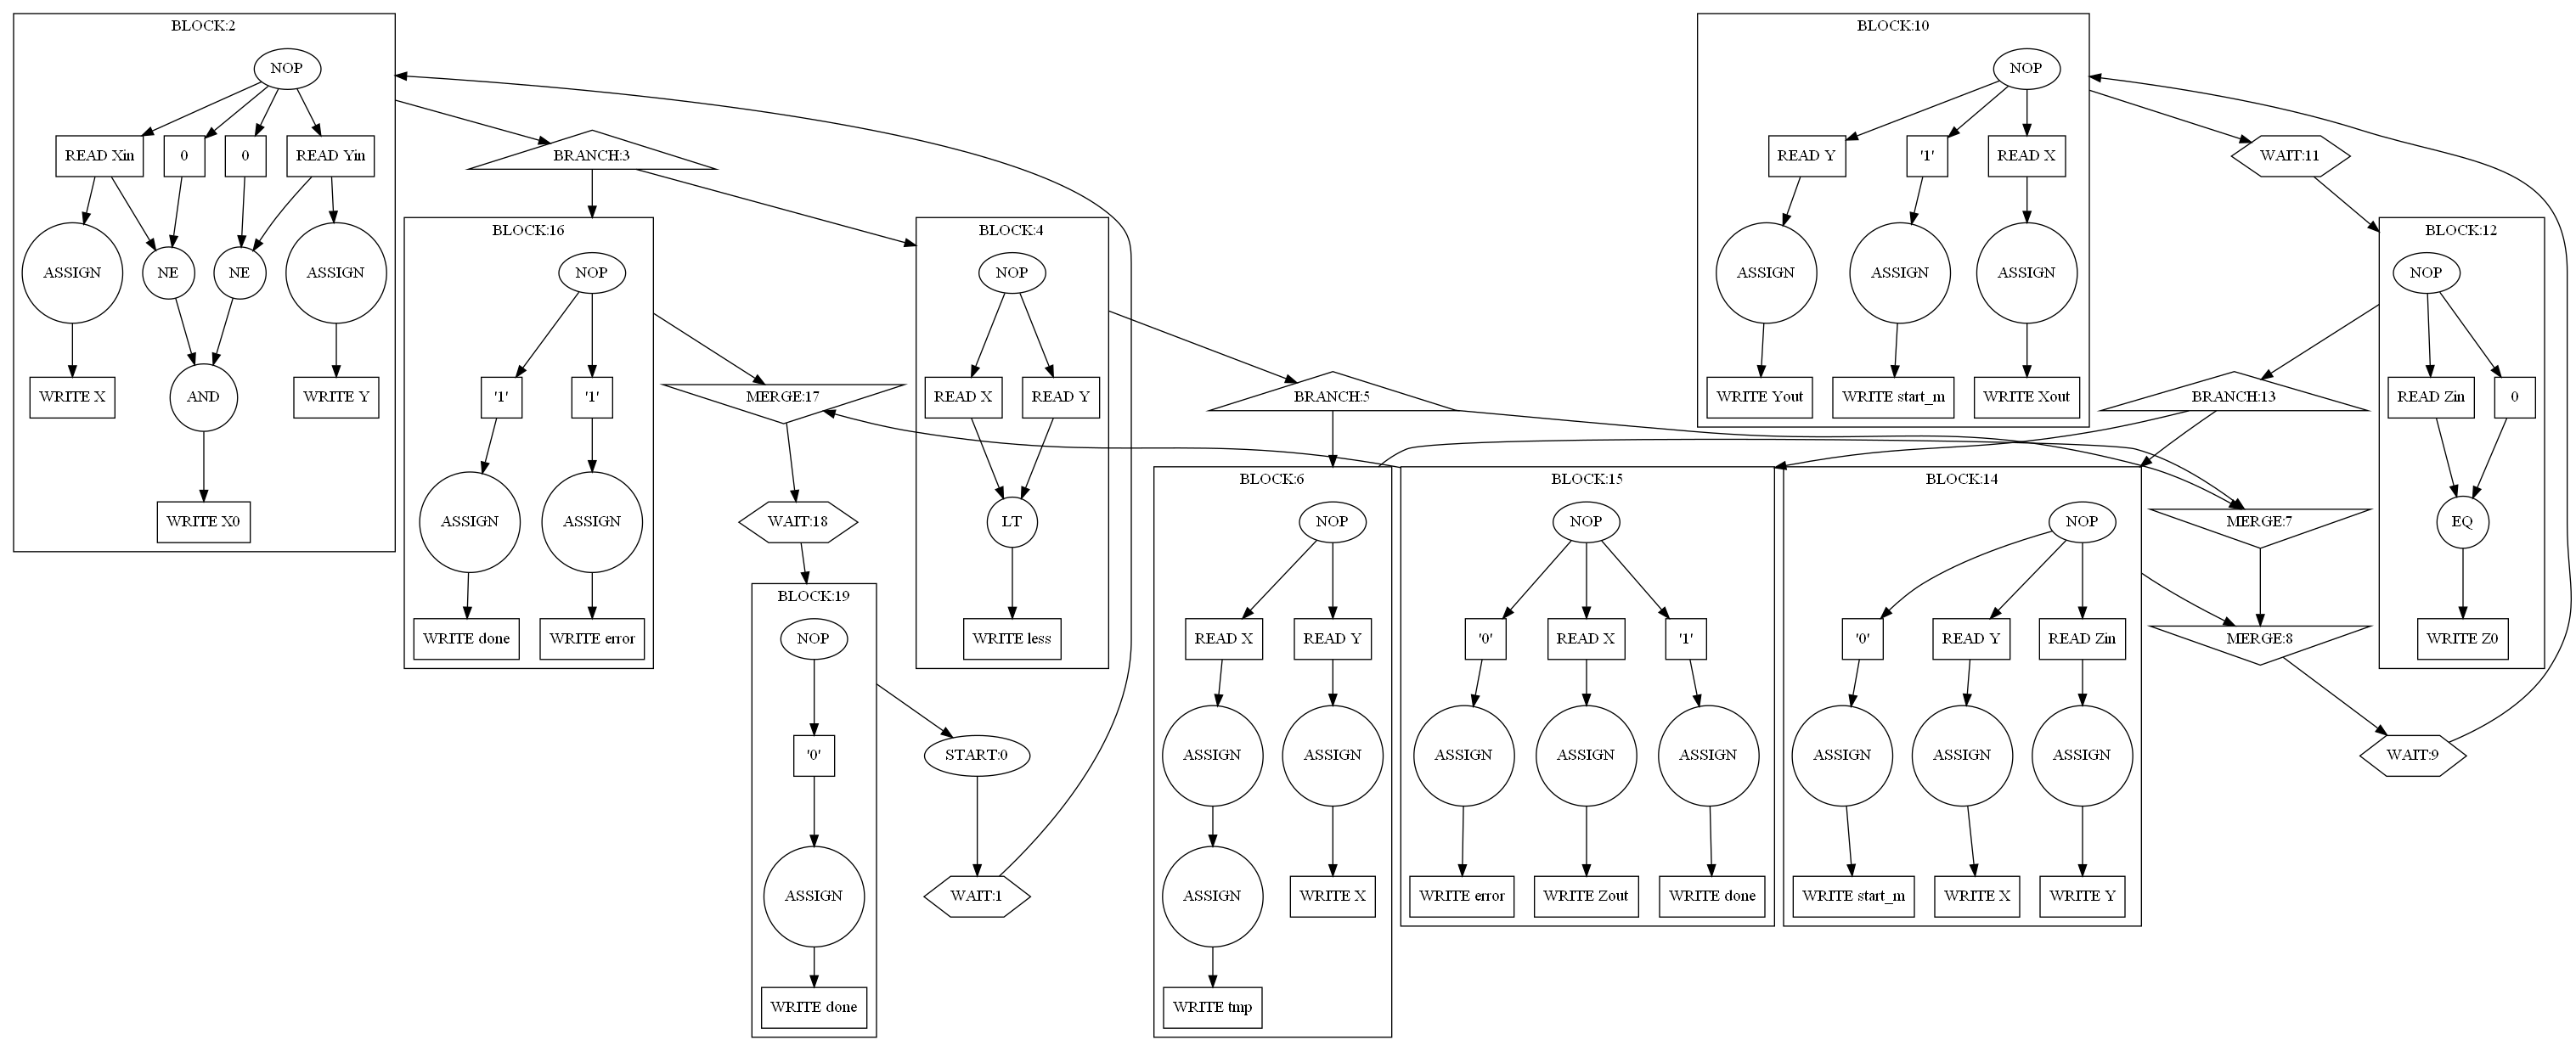 BLOCK:2
NOP
READ Xin
0
0
READ Yin
ASSIGN
NE
NE
ASSIGN
WRITE X
AND
WRITE Y
WRITE X0
BRANCH:3
BLOCK:16
NOP
'1'
'1'
ASSIGN
ASSIGN
WRITE done
WRITE error
MERGE:17
WAIT:18
BLOCK:19
NOP
'0'
ASSIGN
WRITE done
BLOCK:4
NOP
READ X
READ Y
LT
WRITE less
START:0
WAIT:1
BRANCH:5
BLOCK:6
NOP
READ X
READ Y
ASSIGN
ASSIGN
ASSIGN
WRITE X
WRITE tmp
BLOCK:15
NOP
'0'
READ X
'1'
ASSIGN
ASSIGN
ASSIGN
WRITE error
WRITE Zout
WRITE done
BLOCK:10
NOP
READ Y
'1'
READ X
ASSIGN
ASSIGN
ASSIGN
WRITE Yout
WRITE start_m
WRITE Xout
BLOCK:14
NOP
'0'
READ Y
READ Zin
ASSIGN
ASSIGN
ASSIGN
WRITE start_m
WRITE X
WRITE Y
WAIT:11
BRANCH:13
MERGE:7
MERGE:8
WAIT:9
BLOCK:12
NOP
READ Zin
0
EQ
WRITE Z0